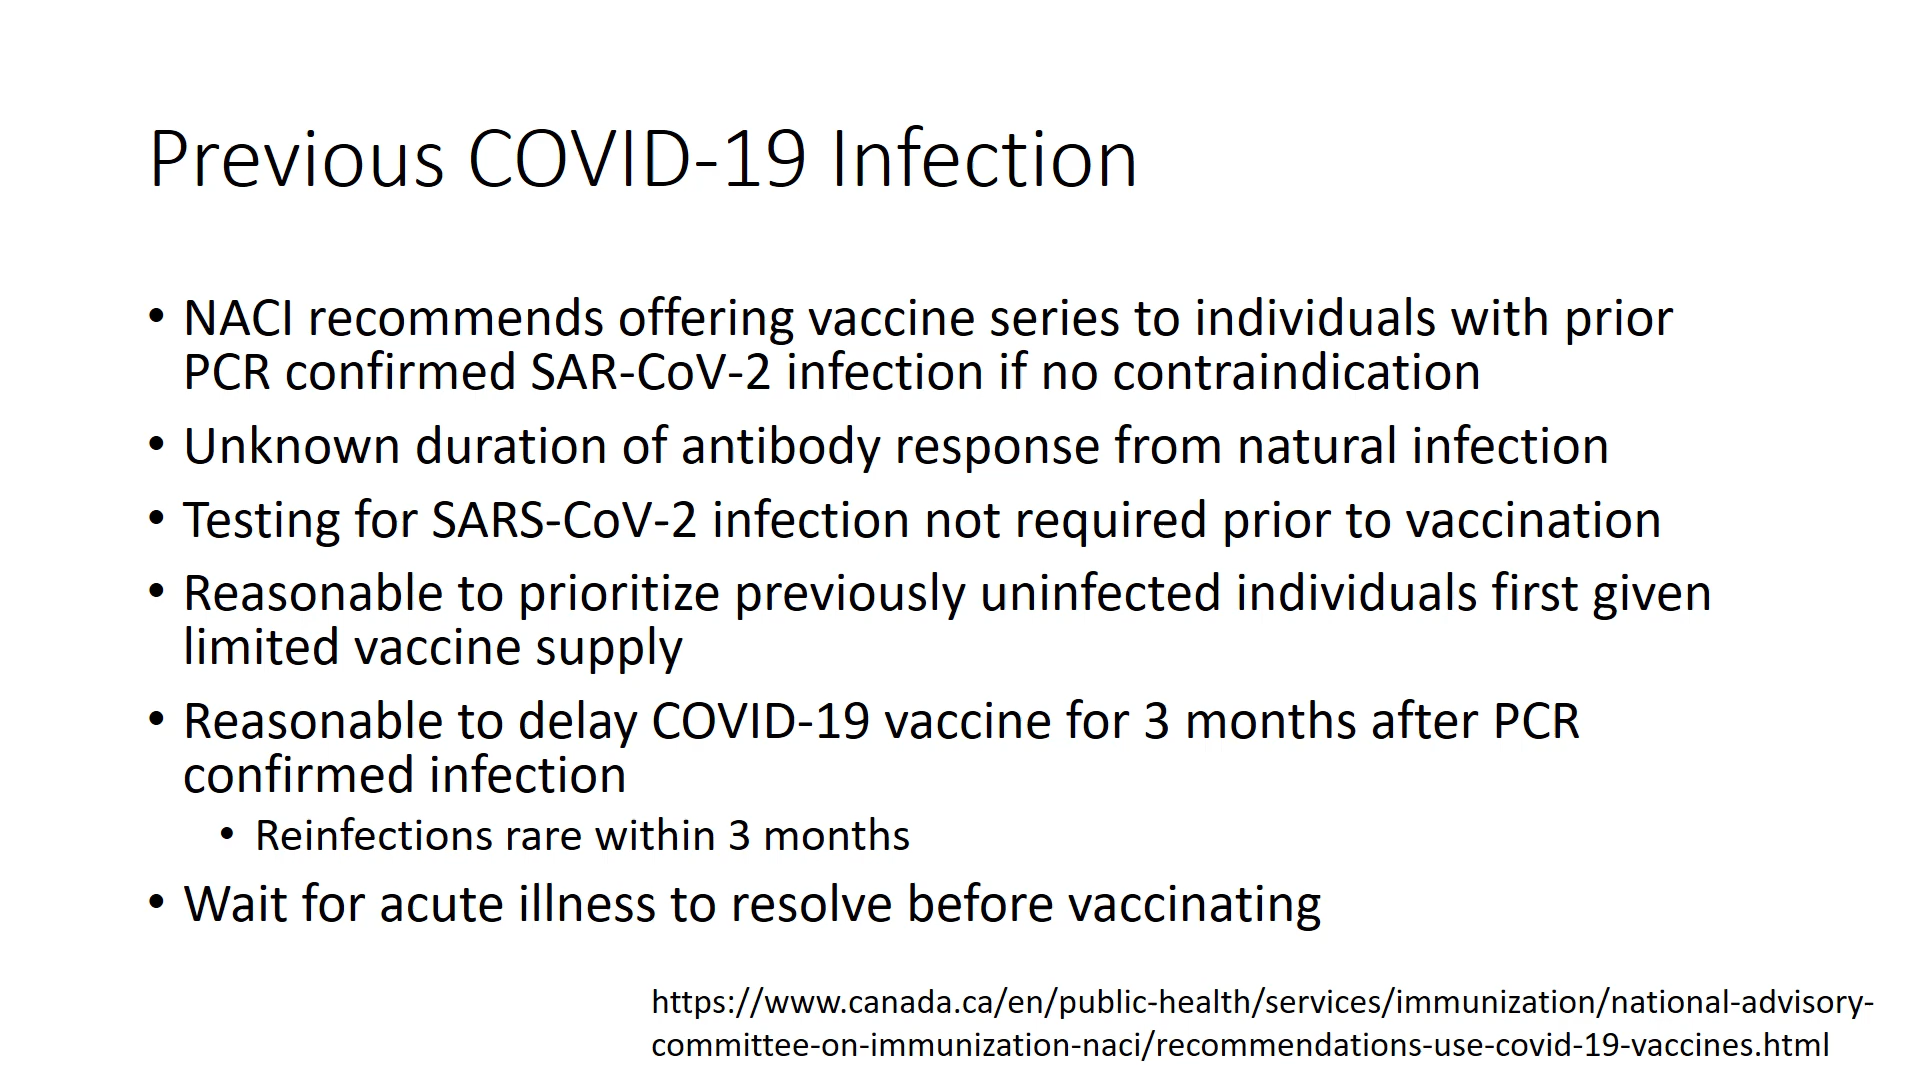 Previous COVID-19 Infection
• NACI recommends offering vaccine series to individuals with prior
PCR confirmed SAR-CoV-2 infection if no contraindication
• Unknown duration of antibody response from natural infection
• Testing for SARS-CoV-2 infection not required prior to vaccination
• Reasonable to prioritize previously uninfected individuals first given
limited vaccine supply
• Reasonable to delay COVID-19 vaccine for 3 months after PCR
confirmed infection
• Reinfections rare within 3 months
• Wait for acute illness to resolve before vaccinating
https://www.canada.ca/en/public-health/services/immunization/national-advisory-
committee-on-immunization-naci/recommendations-use-covid-19-vaccines.html